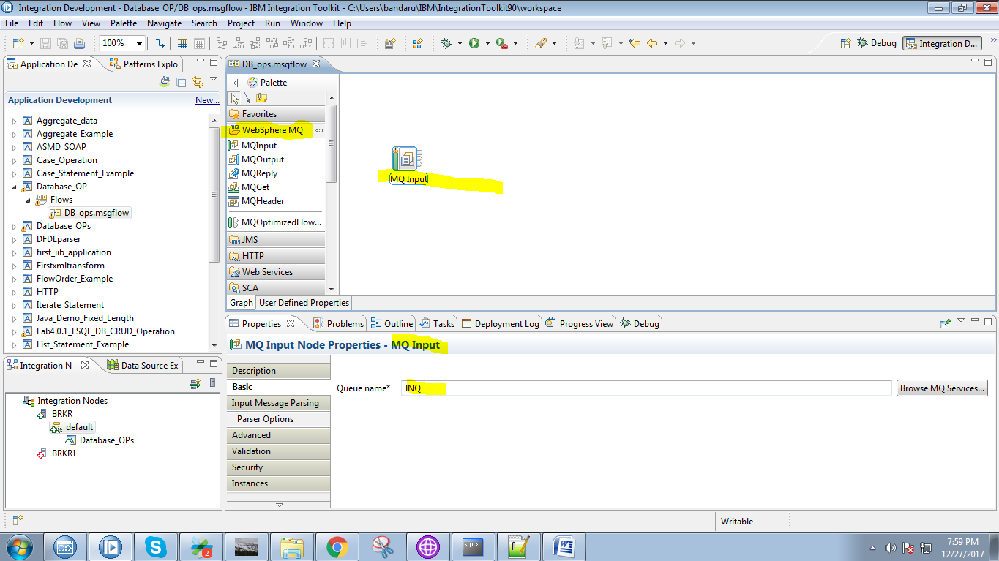 Integration Development - Database_OP/DB_ops.msgflow - IBM Integration Toolkit - C:\Users\bandaru\IBM\IntegrationToolkit90\workspace
File Edit Flow View Palette Navigate Search Project Run Window Help
100% Debug Integration D...
Application De Patterns Explo
Application Development New...
Aggregate_data
Aggregate_Example
ASMD_SOAP
Case_Operation
Case_Statement_Example
Database_OP
Flows
DB_ops.msgflow
Database_OPs
DFDLparser
first_iib_application
Firstxmltransform
FlowOrder_Example
HTTP
Iterate_Statement
Java_Demo_Fixed_Length
Lab4.0.1_ESQL_DB_CRUD_Operation
List_Statement_Example
Integration N Data Source Ex
Integration Nodes
BRKR
default
Database_OPs
BRKR1
DB_ops.msgflow
Palette
Favorites
WebSphere MQ
MQInput
MQOutput
MQReply
MQGet
MQHeader
MQOptimizedFlow...
JMS
HTTP
Web Services
SCA
MQ Input
Graph User Defined Properties
Properties Problems Outline Tasks Deployment Log Progress View Debug
MQ Input Node Properties - MQ Input
Description
Basic
Input Message Parsing
Parser Options
Advanced
Validation
Security
Instances
Queue name* INQ Browse MQ Services...
Writable
C:\ S 2 SQL> n++ W
7:59 PM
12/27/2017